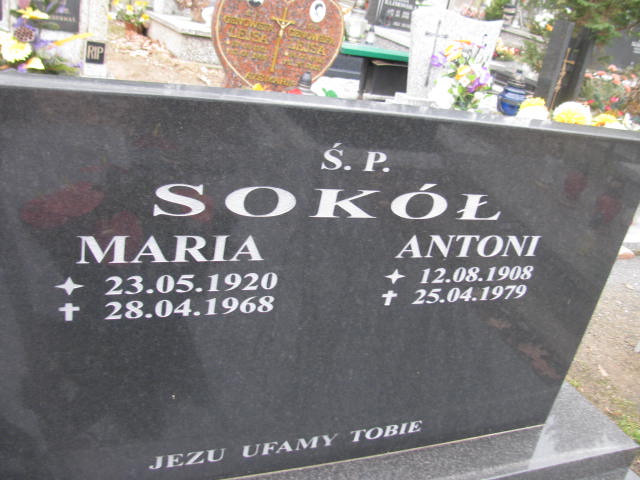 RIP
Ś. P.
SOKÓŁ
MARIA
✦ 23.05.1920
✝ 28.04.1968
ANTONI
✦ 12.08.1908
✝ 25.04.1979
JEZU UFAMY TOBIE